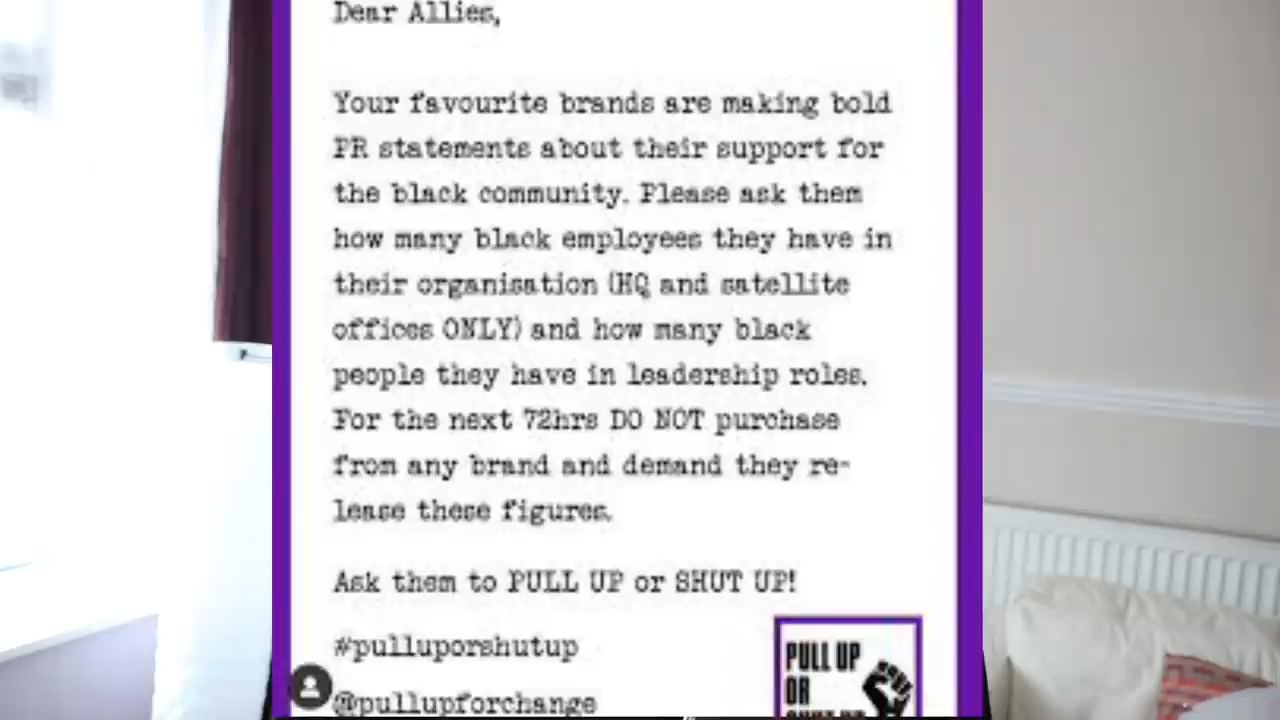 Dear Allies,
Your favourite brands are making bold
PR statements about their support for
the black community. Please ask them
how many black employees they have in
their organisation (HQ and satellite
offices ONLY) and how many black
people they have in leadership roles.
For the next 72hrs DO NOT purchase
from any brand and demand they re-
lease these figures.
Ask them to PULL UP or SHUT UP!
#pulluporshutup
@pullupforchange
PULL UP
OR